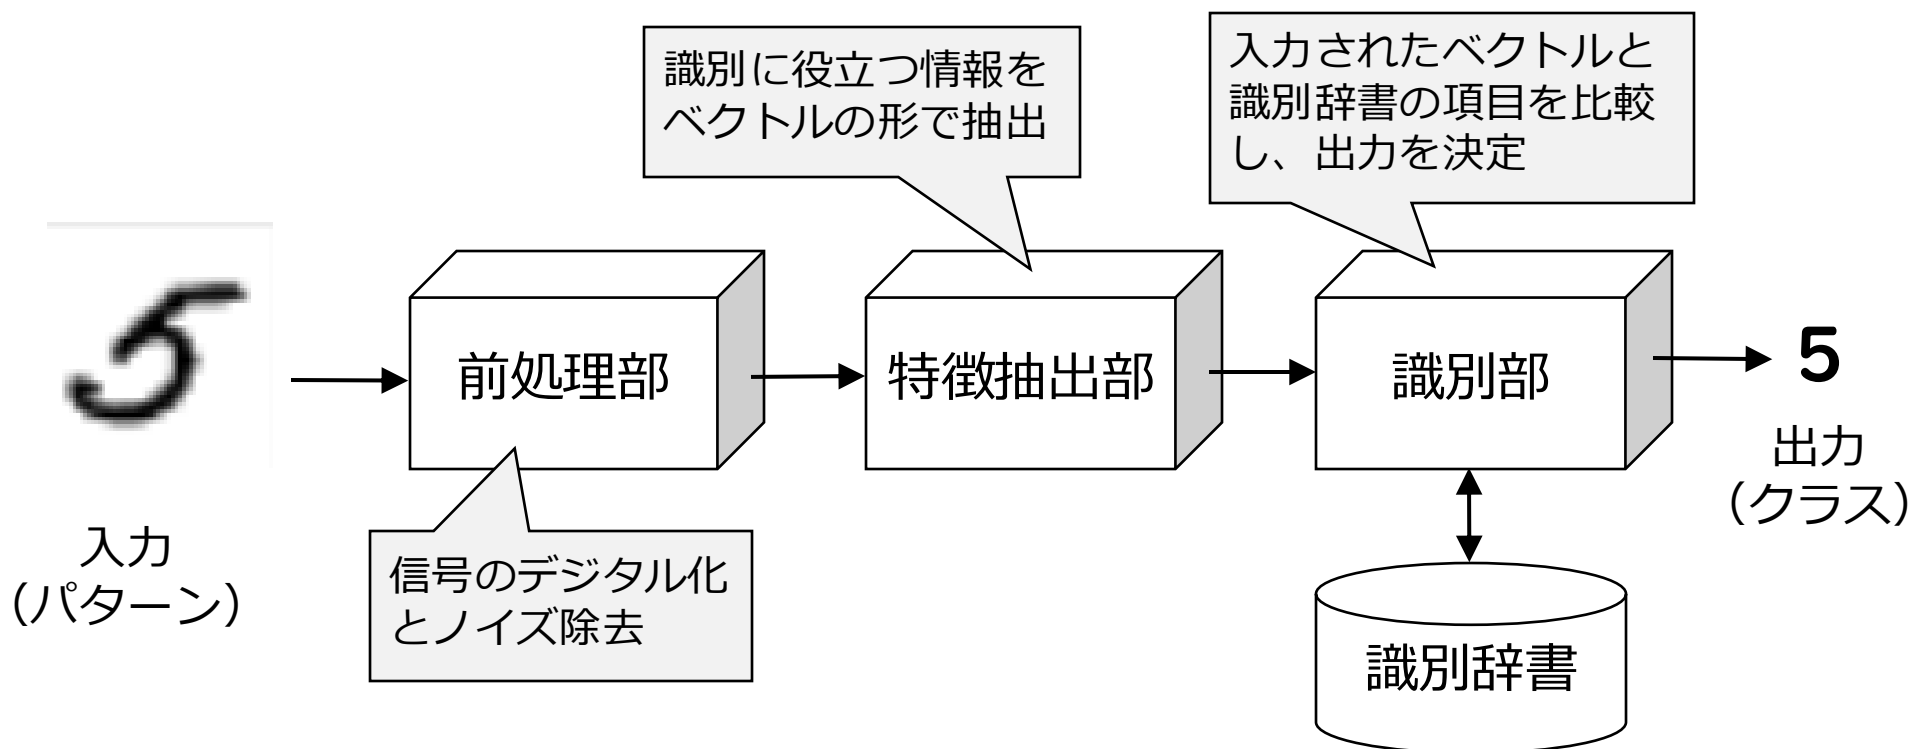 識別に役立つ情報を
ベクトルの形で抽出
入力されたベクトルと
識別辞書の項目を比較
し、出力を決定
5
入力
（パターン）
前処理部
特徴抽出部
識別部
5
出力
（クラス）
信号のデジタル化
とノイズ除去
識別辞書